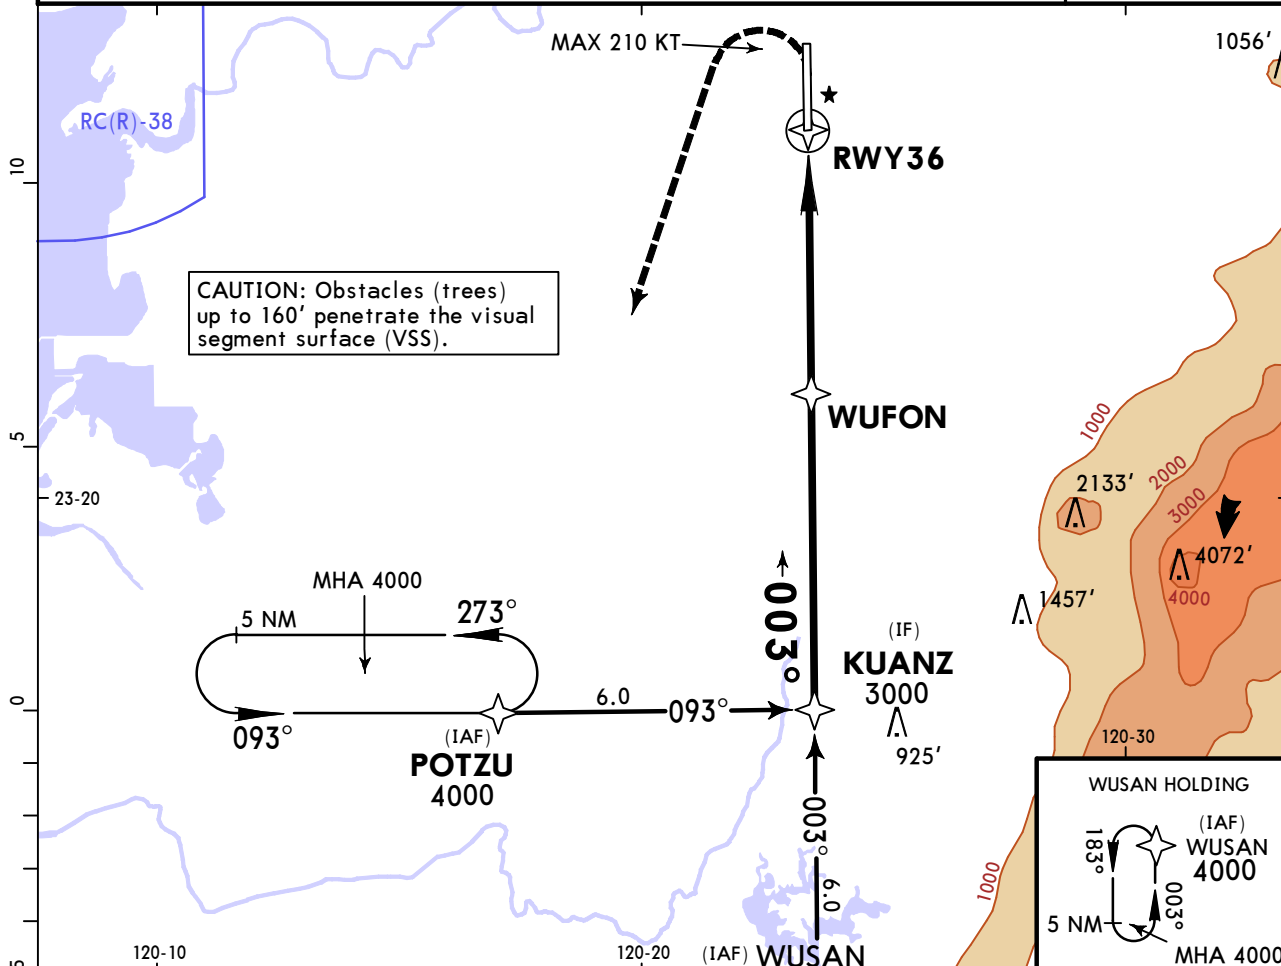 MAX 210 KT
1056′
RC(R)-38
RWY36
10
CAUTION: Obstacles (trees)
up to 160′ penetrate the visual
segment surface (VSS).
WUFON
1000
5
23-20
2000
2133′
3000
4072′
4000
1457′
MHA 4000
5 NM
273°
003°
(IF)
KUANZ
3000
0
6.0
093°
093°
(IAF)
POTZU
4000
925′
120-30
003°
6.0
WUSAN HOLDING
(IAF)
WUSAN
4000
183°
003°
5 NM
MHA 4000
1000
120-10
120-20
(IAF) WUSAN
5